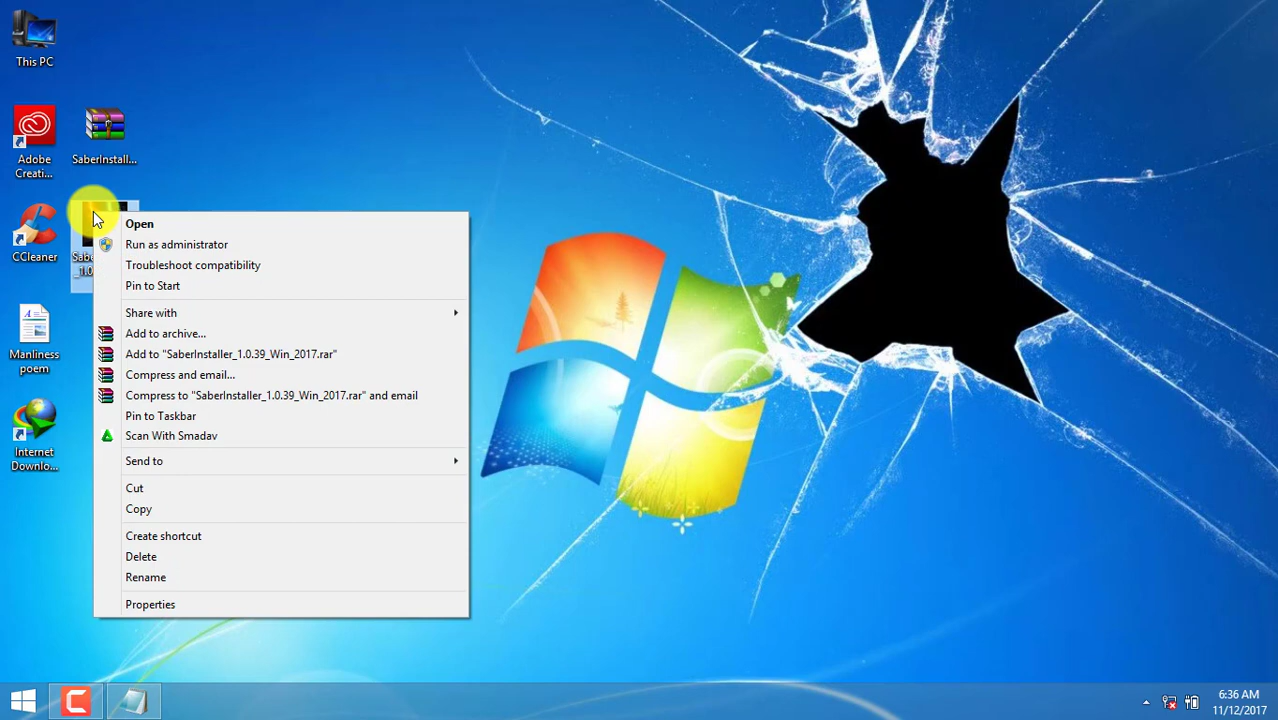 This PC
Adobe
Creati...
SaberInstall...
CCleaner
Sabe
_1.0
Manliness
poem
Internet
Downlo...
Open
Run as administrator
Troubleshoot compatibility
Pin to Start
Share with
Add to archive...
Add to "SaberInstaller_1.0.39_Win_2017.rar"
Compress and email...
Compress to "SaberInstaller_1.0.39_Win_2017.rar" and email
Pin to Taskbar
Scan With Smadav
Send to
Cut
Copy
Create shortcut
Delete
Rename
Properties
6:36 AM
11/12/2017